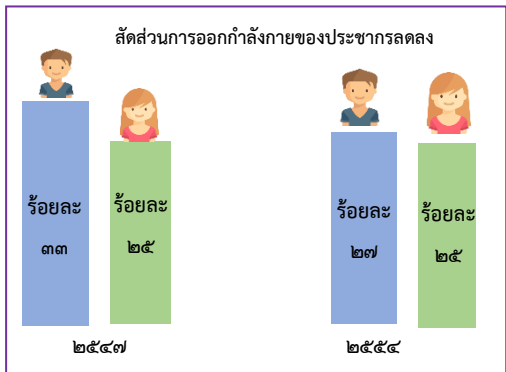 สัดส่วนการออกกำลังกายของประชากรลดลง
ร้อยละ
๓๓
ร้อยละ
๒๕
ร้อยละ
๒๗
ร้อยละ
๒๕
๒๕๔๗
๒๕๕๔